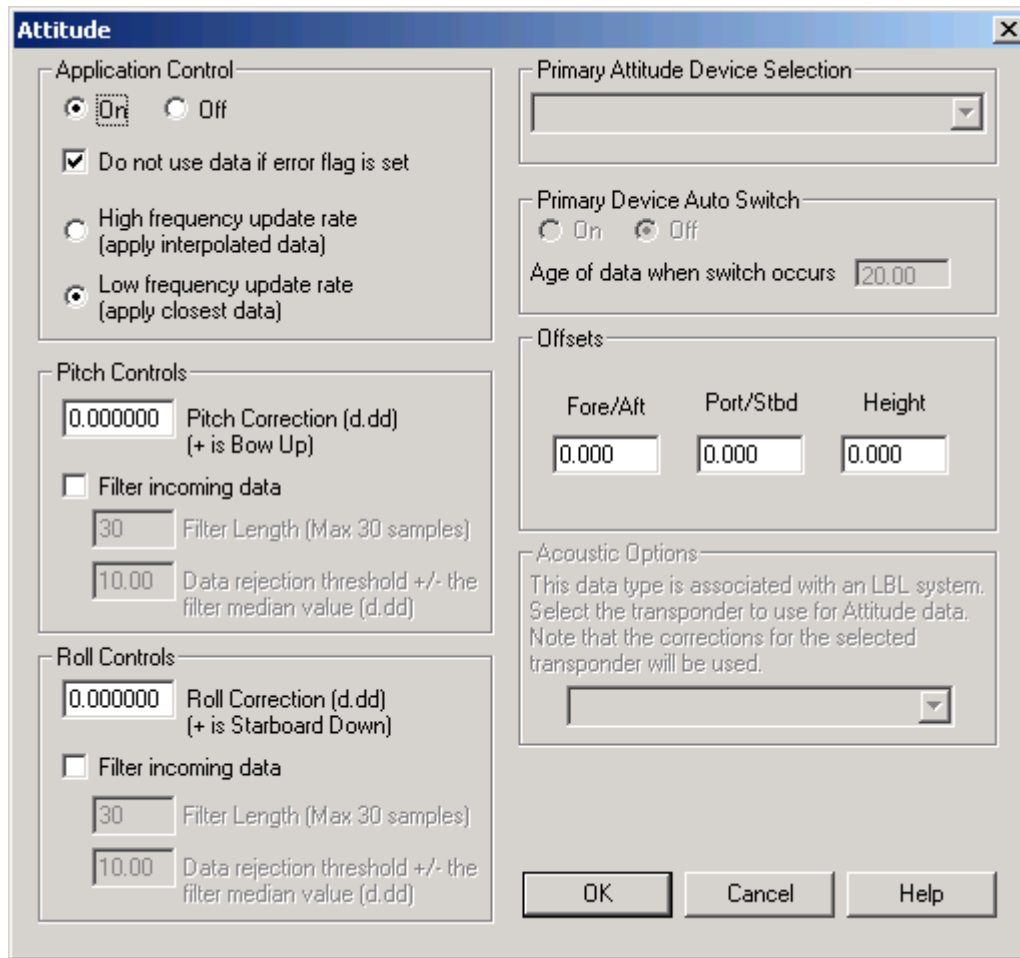 Attitude
Application Control
On
Off
Do not use data if error flag is set
High frequency update rate
(apply interpolated data)
Low frequency update rate
(apply closest data)
Pitch Controls
0.000000
Pitch Correction (d.dd)
(+ is Bow Up)
Filter incoming data
30
Filter Length (Max 30 samples)
10.00
Data rejection threshold +/- the
filter median value (d.dd)
Roll Controls
0.000000
Roll Correction (d.dd)
(+ is Starboard Down)
Filter incoming data
30
Filter Length (Max 30 samples)
10.00
Data rejection threshold +/- the
filter median value (d.dd)
Primary Attitude Device Selection
Primary Device Auto Switch
On
Off
Age of data when switch occurs
20.00
Offsets
Fore/Aft
Port/Stbd
Height
0.000
0.000
0.000
Acoustic Options
This data type is associated with an LBL system.
Select the transponder to use for Attitude data.
Note that the corrections for the selected
transponder will be used.
OK
Cancel
Help